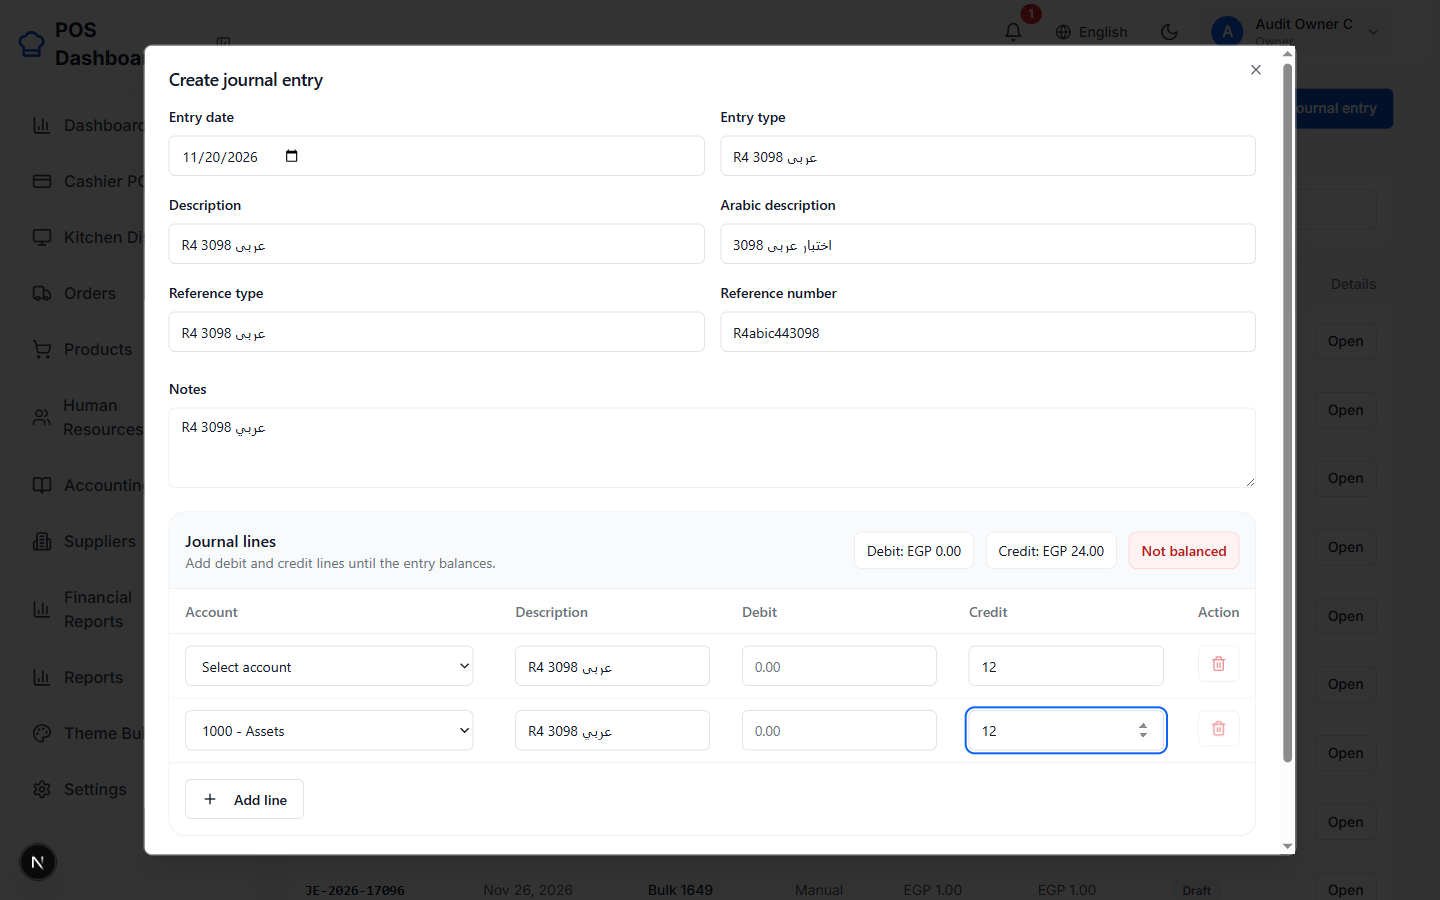 POS
Dashboar
1
English
A
Audit Owner C
Owner
ournal entry
Dashboard
Cashier PO
Kitchen Di
Orders
Products
Human
Resources
Accountin
Suppliers
Financial
Reports
Reports
Theme Bui
Settings
N
Create journal entry
Entry date
Entry type
11/20/2026
R4 3098 عربى
Description
Arabic description
R4 3098 عربى
اختبار عربى 3098
Reference type
Reference number
R4 3098 عربى
R4abic443098
Notes
R4 3098 عربي
Journal lines
Add debit and credit lines until the entry balances.
Debit: EGP 0.00
Credit: EGP 24.00
Not balanced
Account
Description
Debit
Credit
Action
Select account
R4 3098 عربى
0.00
12
1000 - Assets
R4 3098 عربي
0.00
12
+ Add line
Details
Open
Open
Open
Open
Open
Open
Open
Open
JE-2026-17096
Nov 26, 2026
Bulk 1649
Manual
EGP 1.00
EGP 1.00
Draft
Open